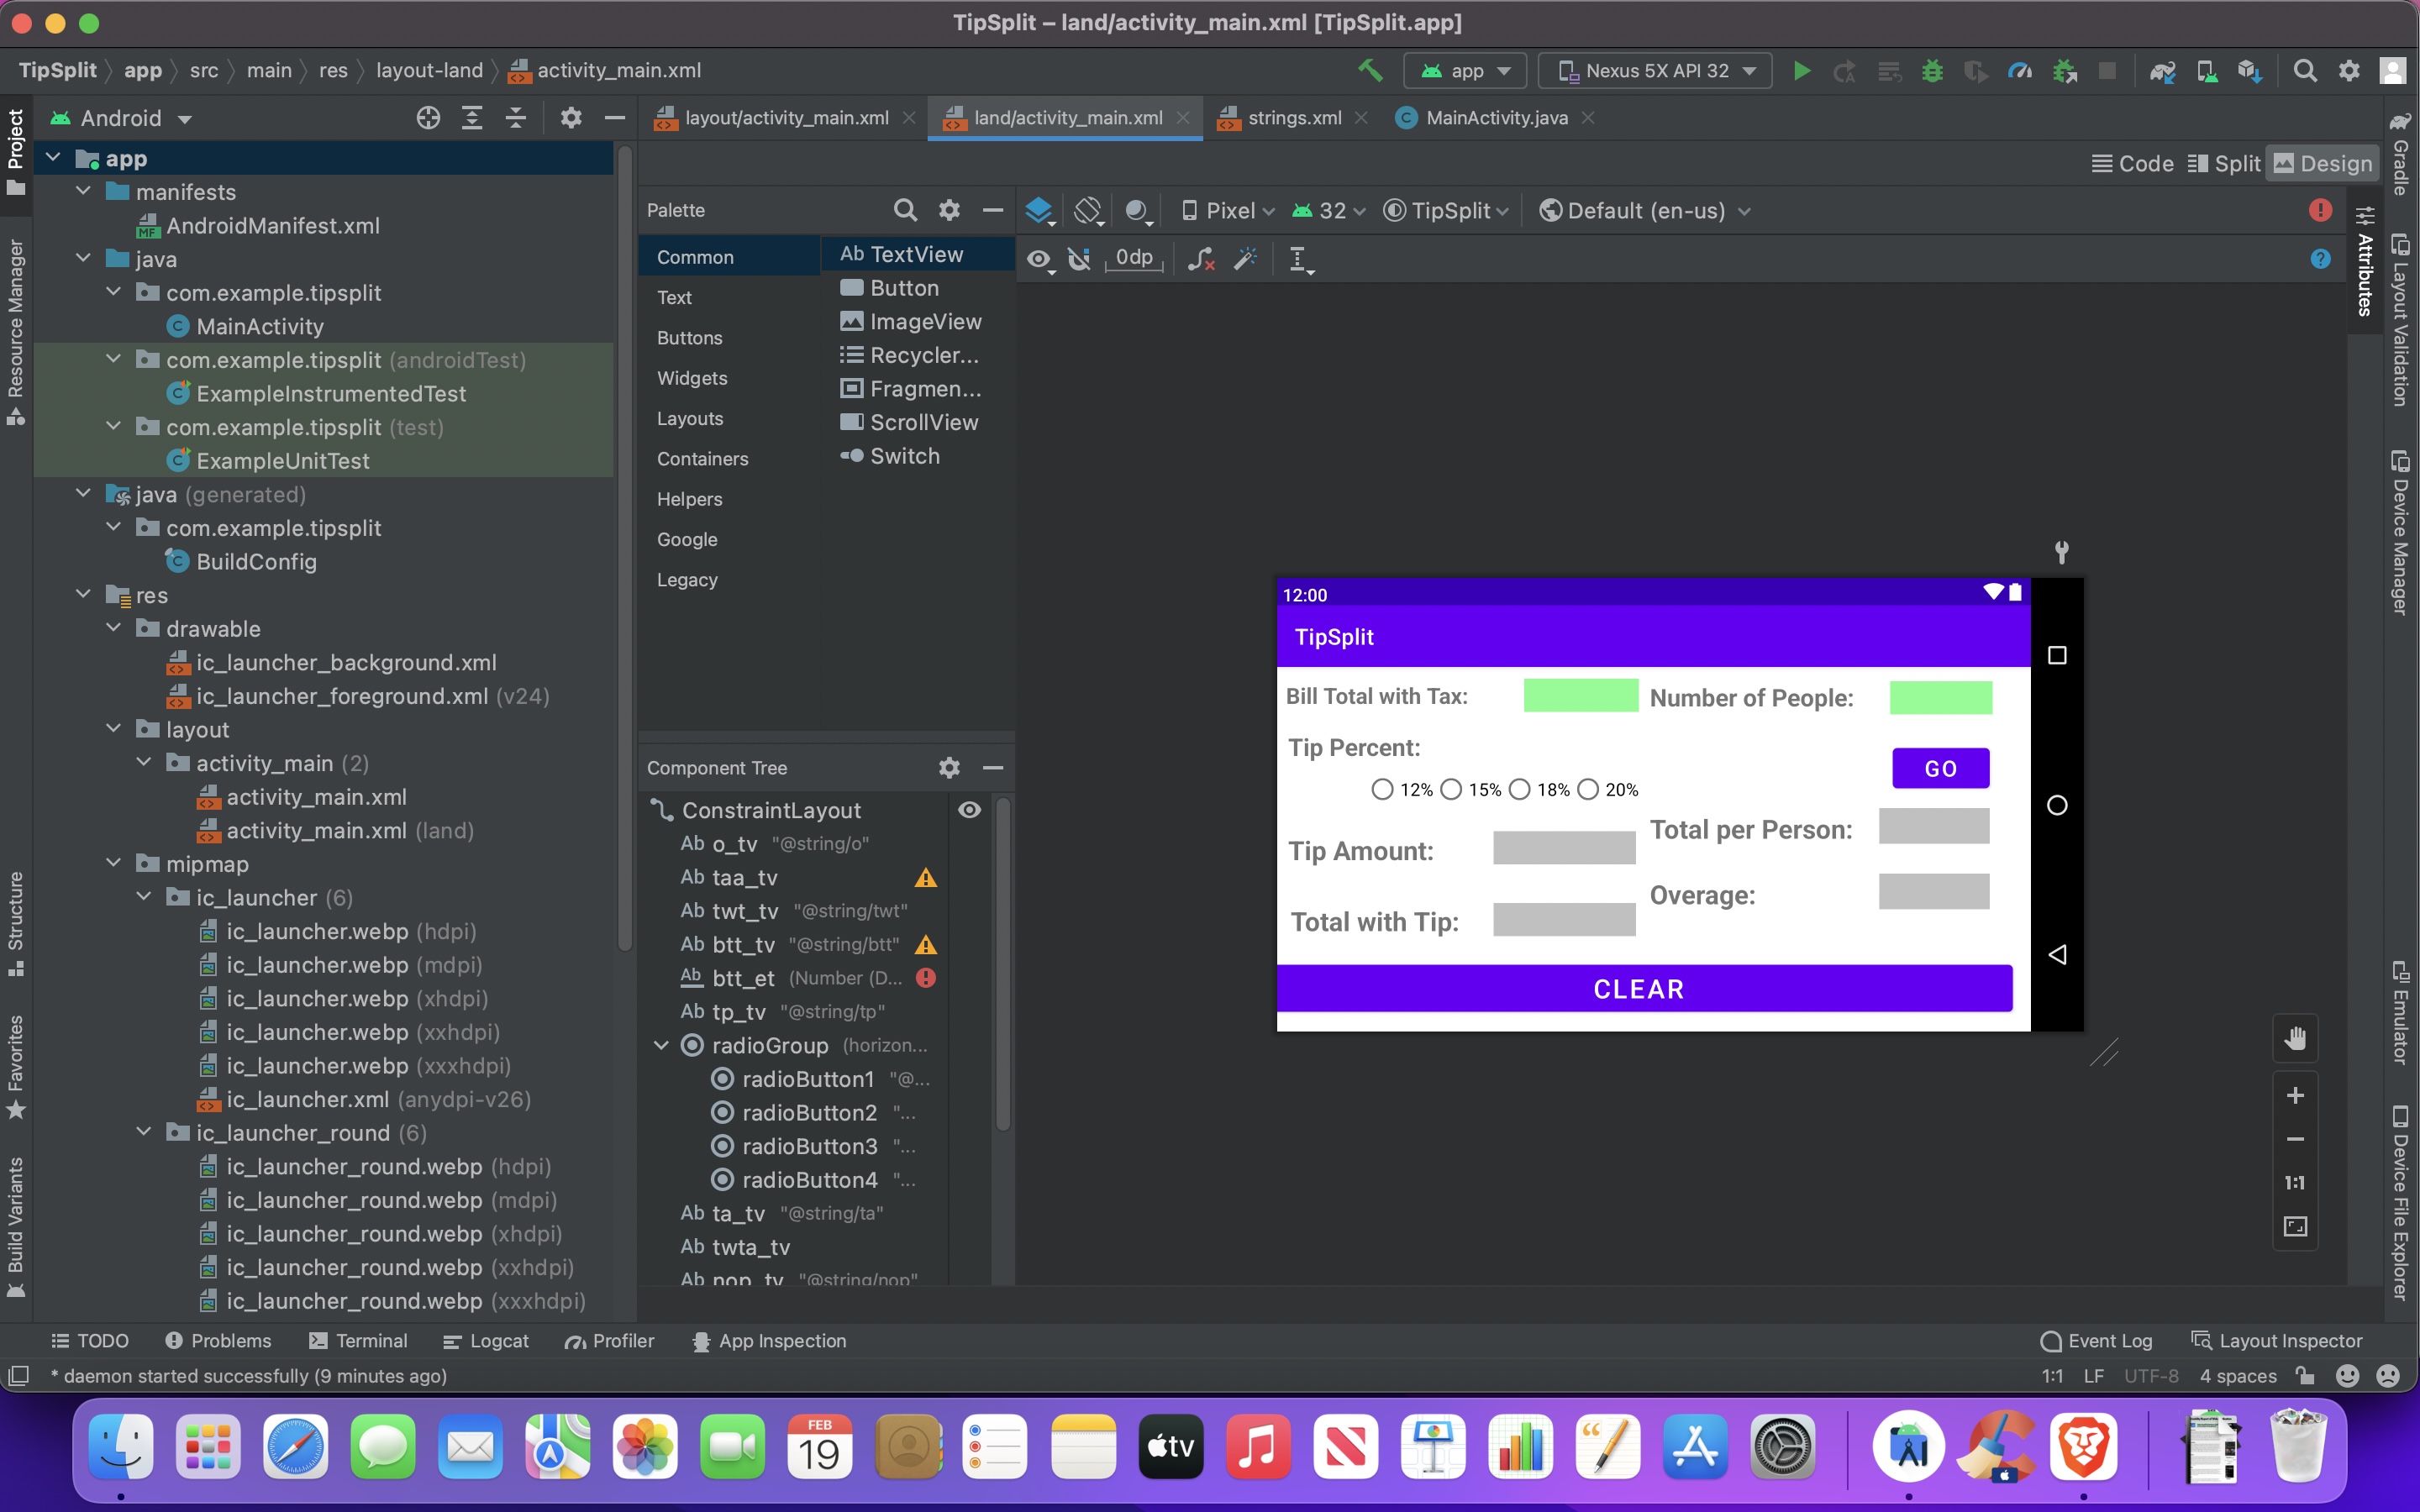 TipSplit – land/activity_main.xml [TipSplit.app]
TipSplit app src main res layout-land activity_main.xml
app Nexus 5X API 32
Project
Resource Manager
Structure
Favorites
Build Variants
Android
app
manifests
AndroidManifest.xml
java
com.example.tipsplit
MainActivity
com.example.tipsplit (androidTest)
ExampleInstrumentedTest
com.example.tipsplit (test)
ExampleUnitTest
java (generated)
com.example.tipsplit
BuildConfig
res
drawable
ic_launcher_background.xml
ic_launcher_foreground.xml (v24)
layout
activity_main (2)
activity_main.xml
activity_main.xml (land)
mipmap
ic_launcher (6)
ic_launcher.webp (hdpi)
ic_launcher.webp (mdpi)
ic_launcher.webp (xhdpi)
ic_launcher.webp (xxhdpi)
ic_launcher.webp (xxxhdpi)
ic_launcher.xml (anydpi-v26)
ic_launcher_round (6)
ic_launcher_round.webp (hdpi)
ic_launcher_round.webp (mdpi)
ic_launcher_round.webp (xhdpi)
ic_launcher_round.webp (xxhdpi)
ic_launcher_round.webp (xxxhdpi)
layout/activity_main.xml land/activity_main.xml strings.xml MainActivity.java
Code Split Design
Palette
Common
Text
Buttons
Widgets
Layouts
Containers
Helpers
Google
Legacy
Ab TextView
Button
ImageView
Recycler...
Fragmen...
ScrollView
Switch
Pixel 32 TipSplit Default (en-us)
0dp
Component Tree
ConstraintLayout
Ab o_tv "@string/o"
Ab taa_tv
Ab twt_tv "@string/twt"
Ab btt_tv "@string/btt"
Ab btt_et (Number (D...
Ab tp_tv "@string/tp"
radioGroup (horizon...
radioButton1 "@...
radioButton2 "...
radioButton3 "...
radioButton4 "...
Ab ta_tv "@string/ta"
Ab twta_tv
Ab nop_tv "@string/nop"
12:00
TipSplit
Bill Total with Tax: Number of People:
Tip Percent:
GO
12% 15% 18% 20%
Total per Person:
Tip Amount:
Overage:
Total with Tip:
CLEAR
1:1
Attributes
Gradle
Layout Validation
Device Manager
Emulator
Device File Explorer
TODO Problems Terminal Logcat Profiler App Inspection Event Log Layout Inspector
* daemon started successfully (9 minutes ago) 1:1 LF UTF-8 4 spaces
FEB
19
tv